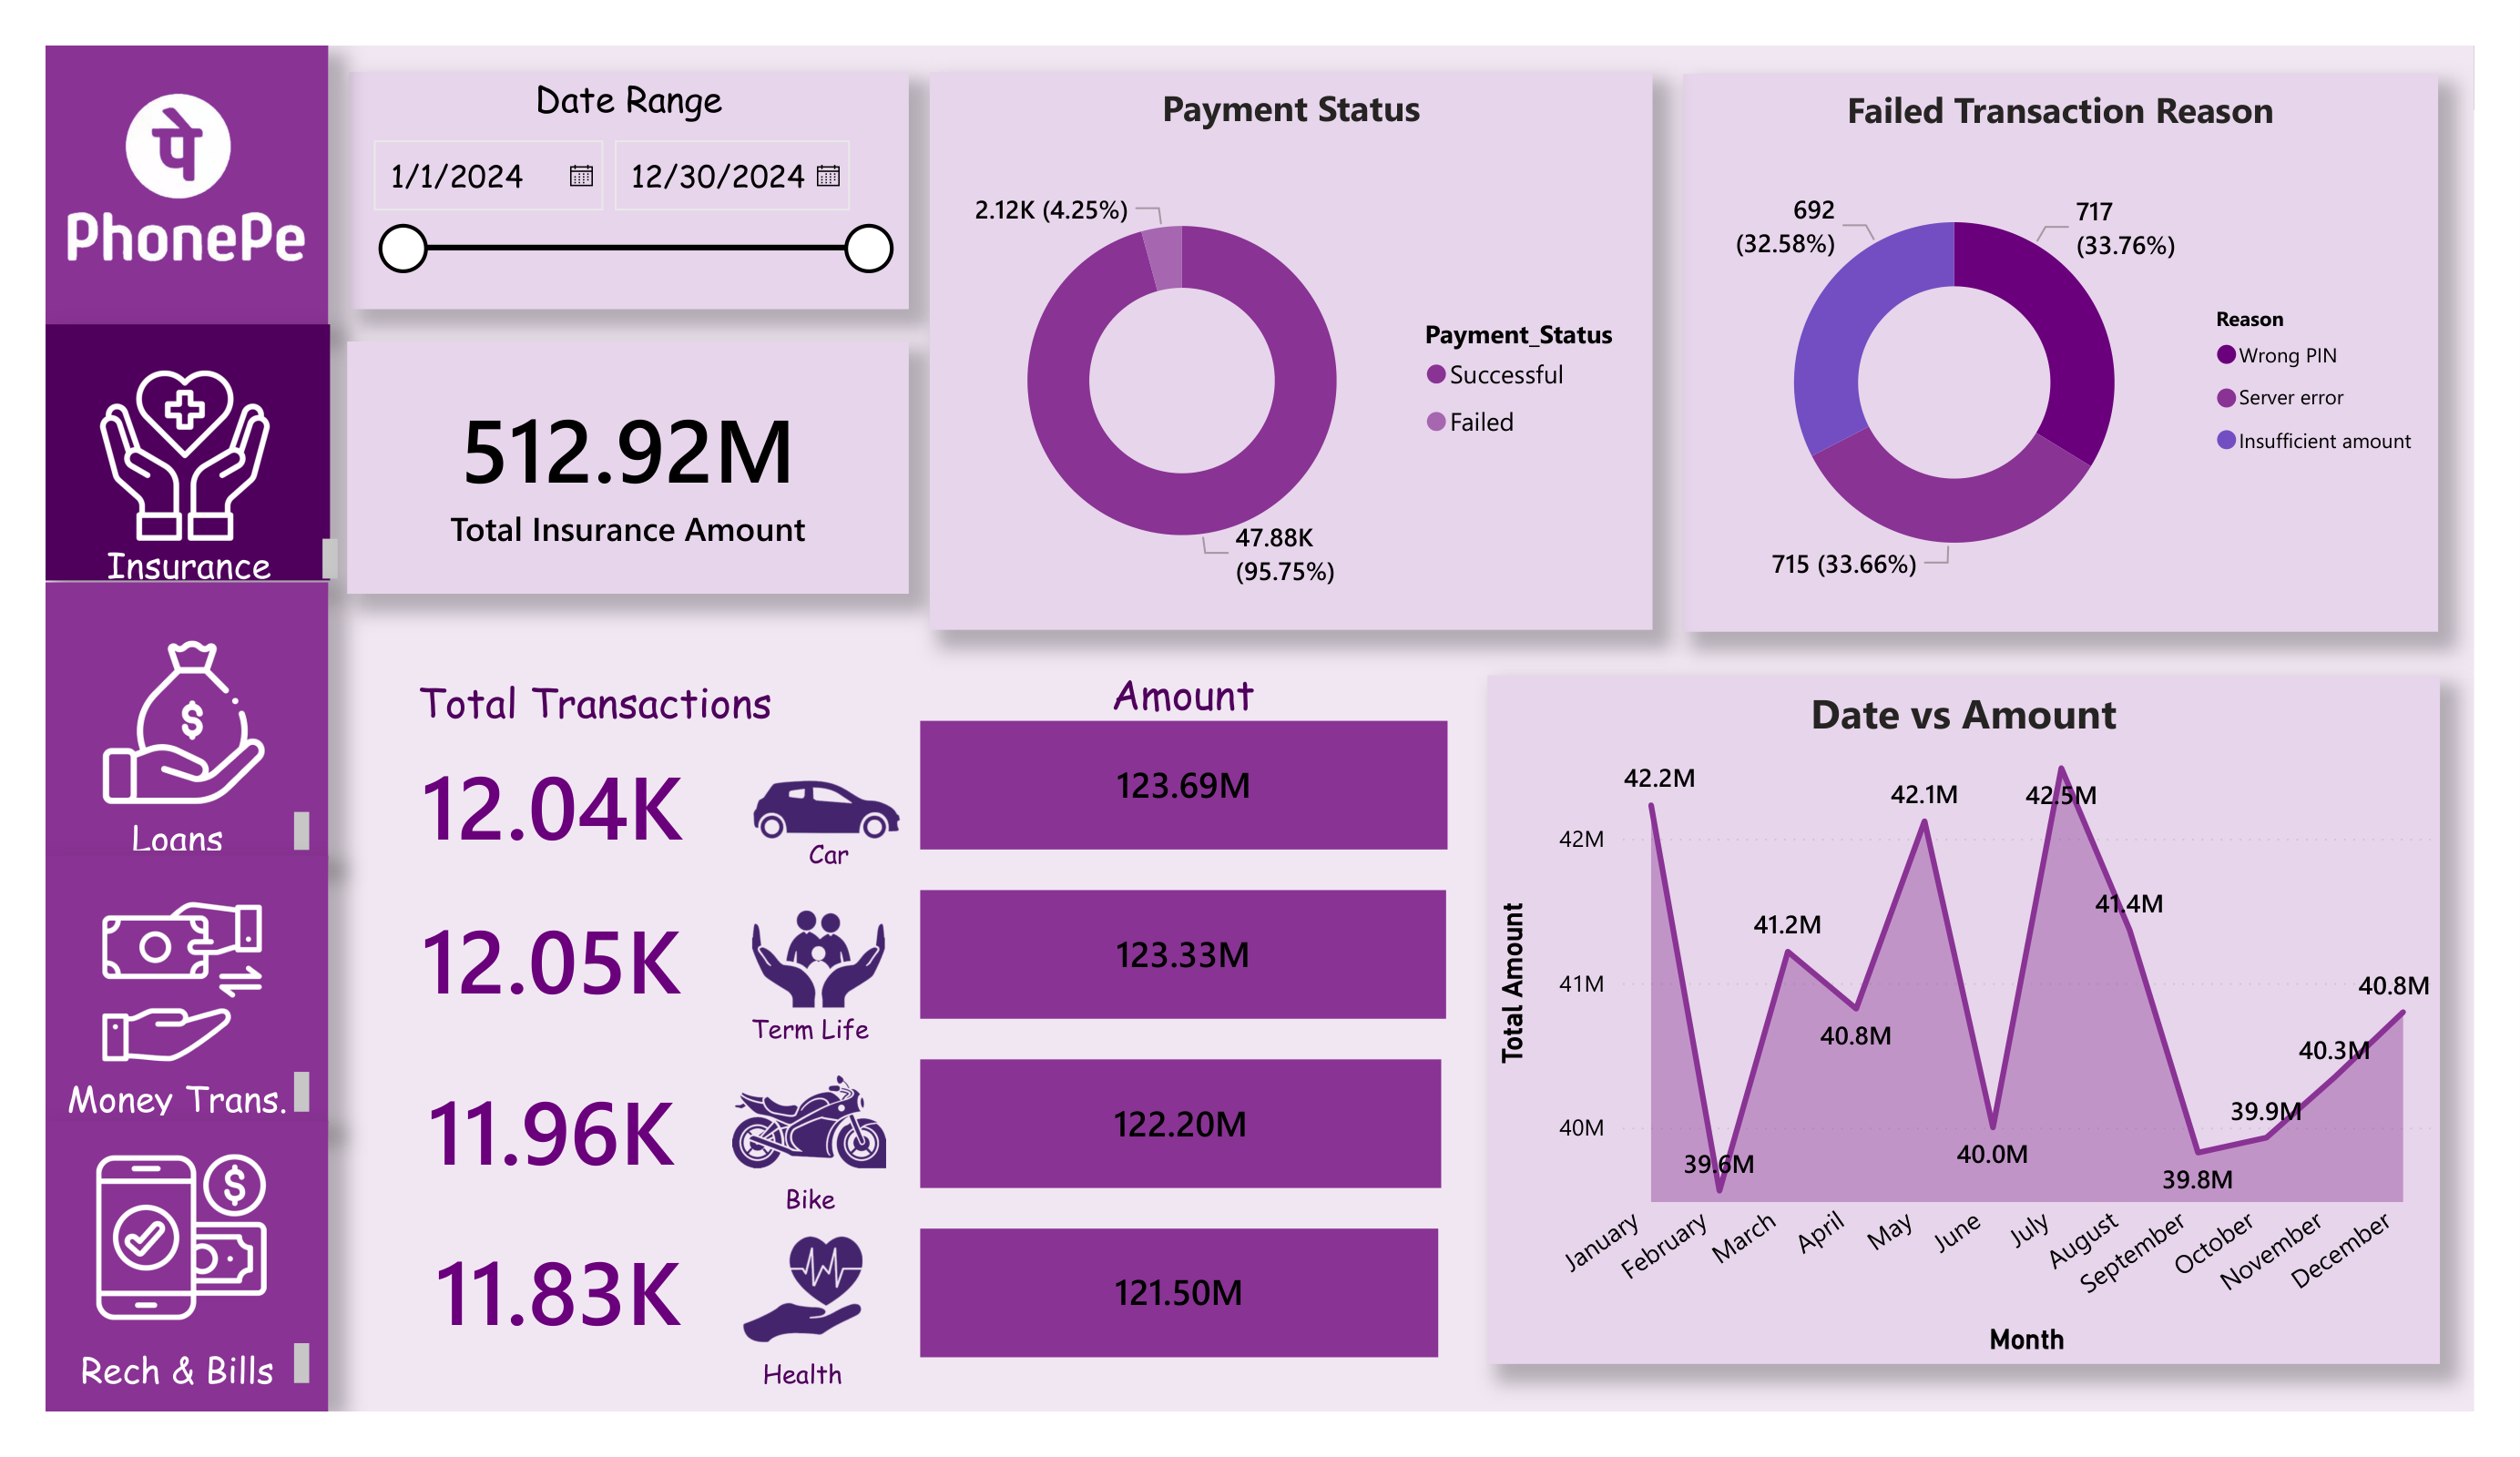 पे
PhonePe
Insurance
Loans
Money Trans.
Rech & Bills
Date Range
1/1/2024
12/30/2024
512.92M
Total Insurance Amount
Payment Status
2.12K (4.25%)
47.88K
(95.75%)
Payment_Status
Successful
Failed
Failed Transaction Reason
692
(32.58%)
717
(33.76%)
715 (33.66%)
Reason
Wrong PIN
Server error
Insufficient amount
Total Transactions
Amount
12.04K
Car
123.69M
12.05K
Term Life
123.33M
11.96K
Bike
122.20M
11.83K
Health
121.50M
Date vs Amount
Total Amount
42M
41M
40M
42.2M
39.6M
41.2M
40.8M
42.1M
40.0M
42.5M
41.4M
39.8M
39.9M
40.3M
40.8M
January
February
March
April
May
June
July
August
September
October
November
December
Month